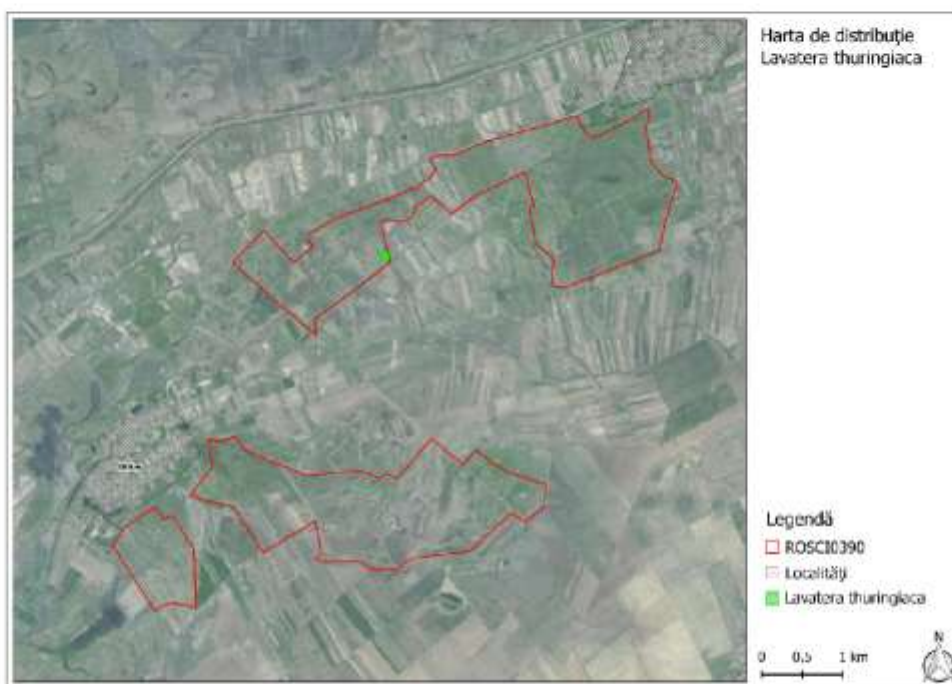 Harta de distribuție
Lavatera thuringiaca
Legendă
ROSCI0390
Localități
Lavatera thuringiaca
N
0 0.5 1 km